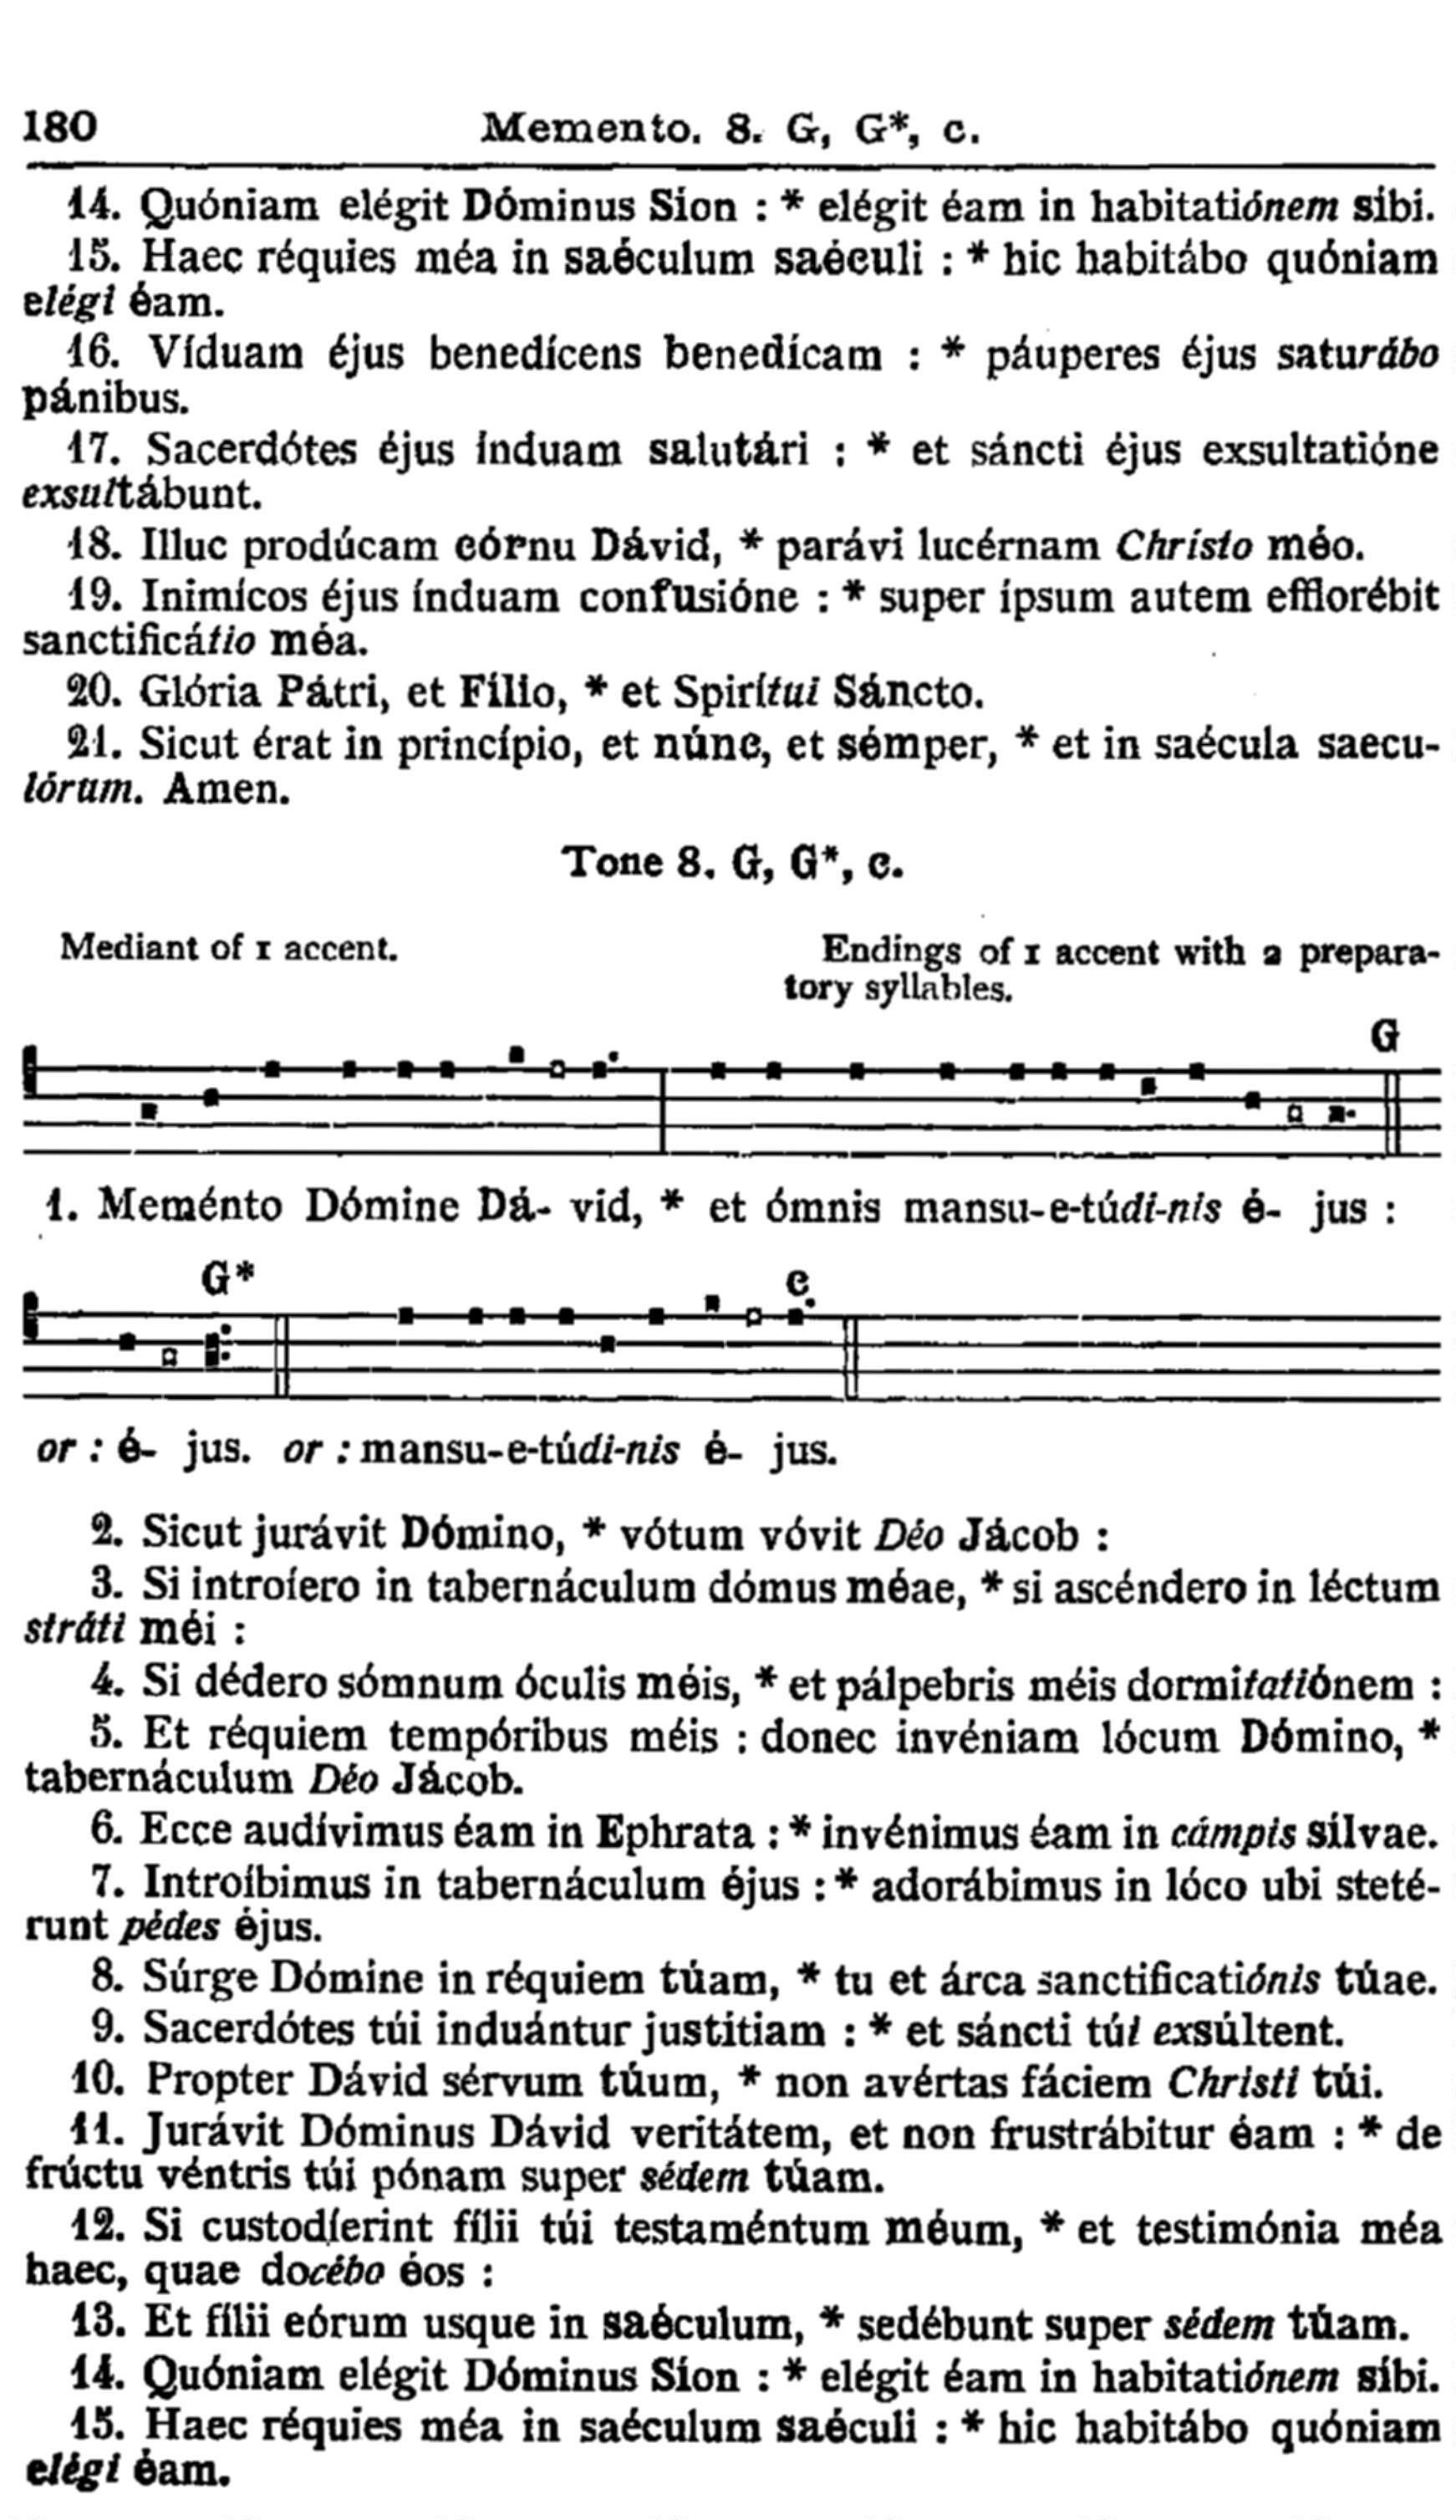 180 Memento. 8. G, G*, c.
14. Quóniam elégit Dóminus Síon : * elégit éam in habitatiónem síbi.
15. Haec réquies méa in saéculum saéculi : * hic habitábo quóniam
elégi éam.
16. Víduam éjus benedícens benedícam : * páuperes éjus saturábo
pánibus.
17. Sacerdótes éjus índuam salutári : * et sáncti éjus exsultatióne
exsultábunt.
18. Illuc prodúcam córnu Dávid, * parávi lucérnam Christo méo.
19. Inimícos éjus índuam confusióne : * super ípsum autem efflorébit
sanctificátio méa.
20. Glória Pátri, et Fílio, * et Spirítui Sáncto.
21. Sicut érat in princípio, et núnc, et sémper, * et in saécula saecu-
lórum. Amen.
Tone 8. G, G*, c.
Mediant of 1 accent. Endings of 1 accent with 2 prepara-
tory syllables.
G
1. Meménto Dómine Dá- vid, * et ómnis mansu-e-túdi-nis é- jus :
G* c
or : é- jus. or : mansu-e-túdi-nis é- jus.
2. Sicut jurávit Dómino, * vótum vóvit Déo Jácob :
3. Si introíero in tabernáculum dómus méae, * si ascéndero in léctum
stráti méi :
4. Si dédero sómnum óculis méis, * et pálpebris méis dormitatiónem :
5. Et réquiem tempóribus méis : donec invéniam lócum Dómino, *
tabernáculum Déo Jácob.
6. Ecce audívimus éam in Ephrata : * invénimus éam in cámpis sílvae.
7. Introíbimus in tabernáculum éjus : * adorábimus in lóco ubi steté-
runt pédes éjus.
8. Súrge Dómine in réquiem túam, * tu et árca sanctificatiónis túae.
9. Sacerdótes túi induántur justítiam : * et sáncti túi exsúltent.
10. Propter Dávid sérvum túum, * non avértas fáciem Christi túi.
11. Jurávit Dóminus Dávid veritátem, et non frustrábitur éam : * de
frúctu véntris túi pónam super sédem túam.
12. Si custodíerint fílii túi testaméntum méum, * et testimónia méa
haec, quae docébo éos :
13. Et fílii eórum usque in saéculum, * sedébunt super sédem túam.
14. Quóniam elégit Dóminus Síon : * elégit éam in habitatiónem síbi.
15. Haec réquies méa in saéculum saéculi : * hic habitábo quóniam
elégi éam.